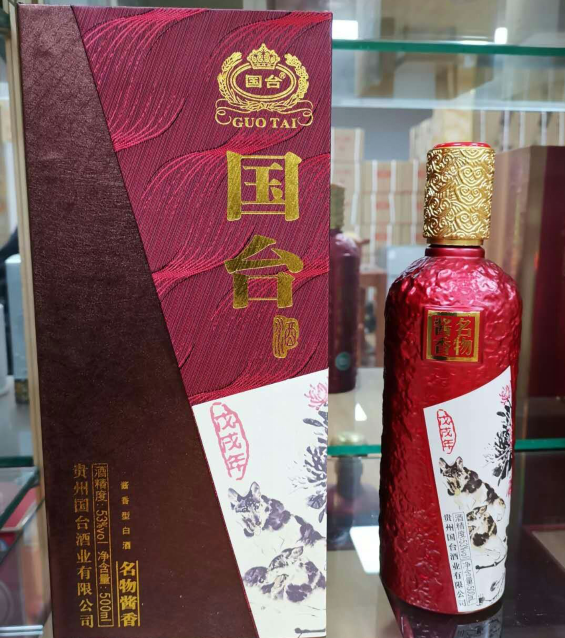 国台
GUO TAI
国台酒
戊戌年
酱香型白酒
名物酱香
酒精度:53%vol 净含量:500ml
贵州国台酒业有限公司
名物
酱香
戊戌年
贵州国台酒业有限公司